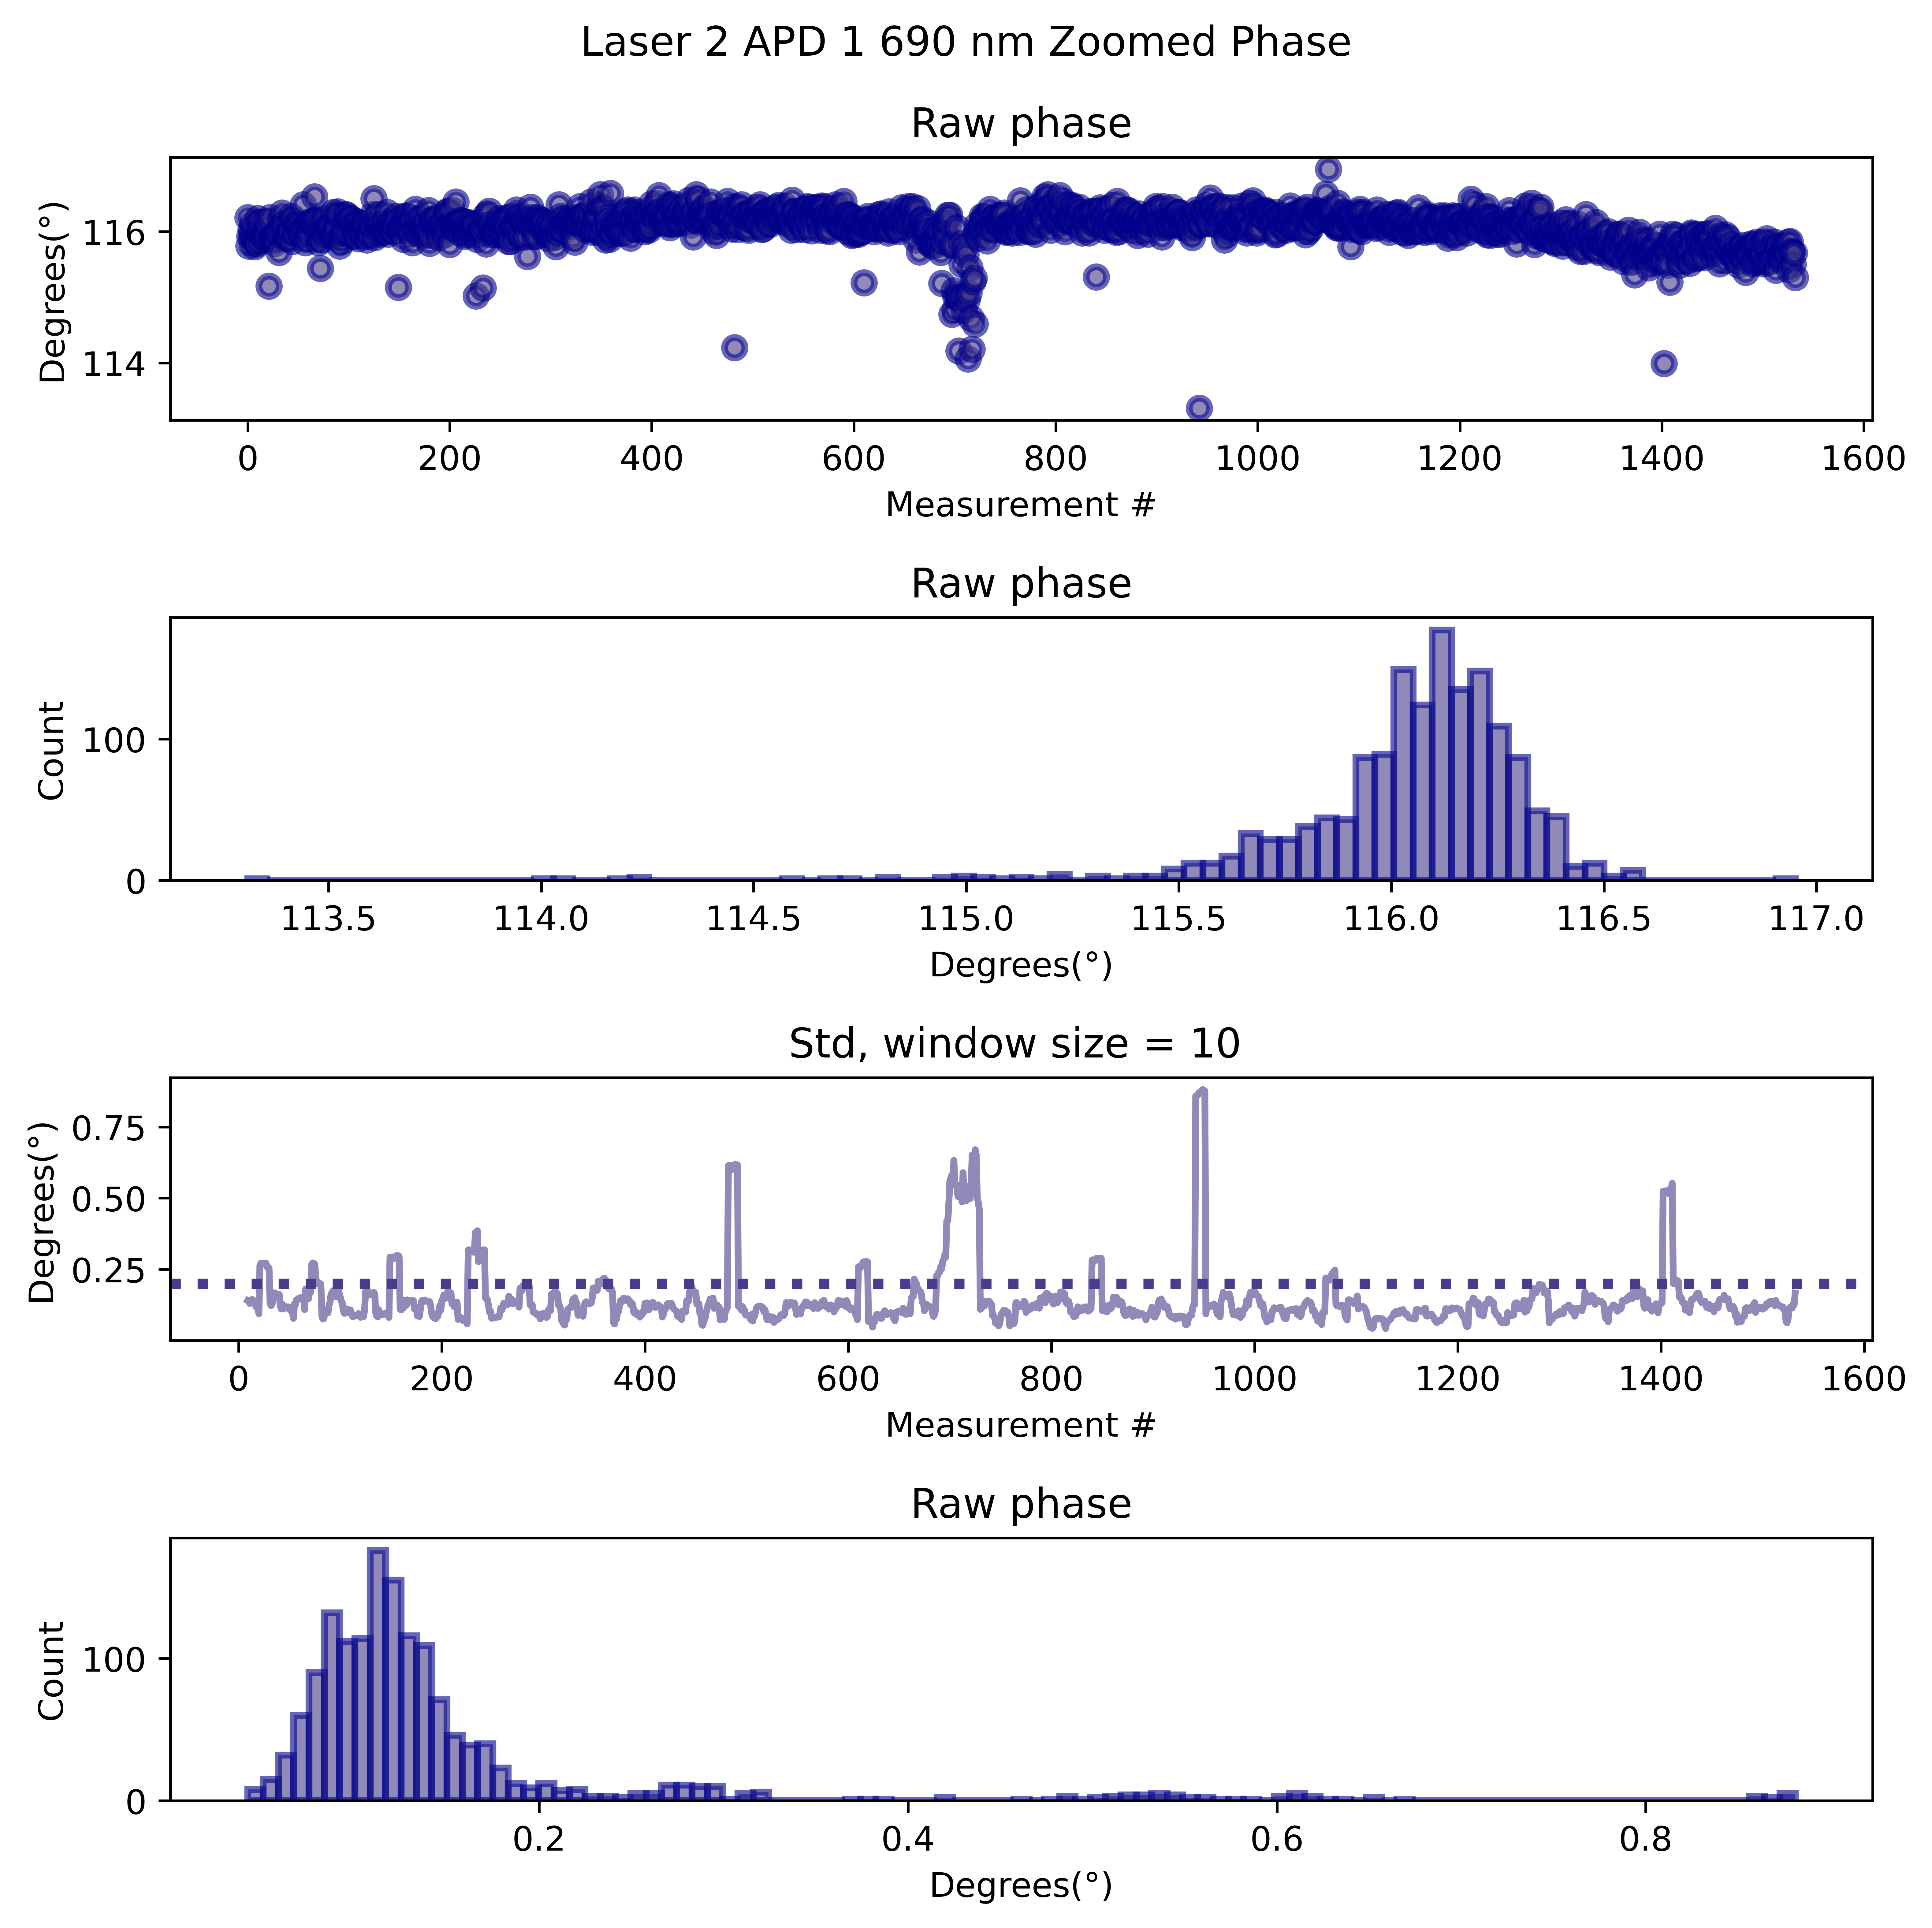 Laser 2 APD 1 690 nm Zoomed Phase
Raw phase
Degrees(°)
116
114
0 200 400 600 800 1000 1200 1400 1600
Measurement #
Raw phase
Count
100
0
113.5 114.0 114.5 115.0 115.5 116.0 116.5 117.0
Degrees(°)
Std, window size = 10
Degrees(°)
0.75
0.50
0.25
0 200 400 600 800 1000 1200 1400 1600
Measurement #
Raw phase
Count
100
0
0.2 0.4 0.6 0.8
Degrees(°)